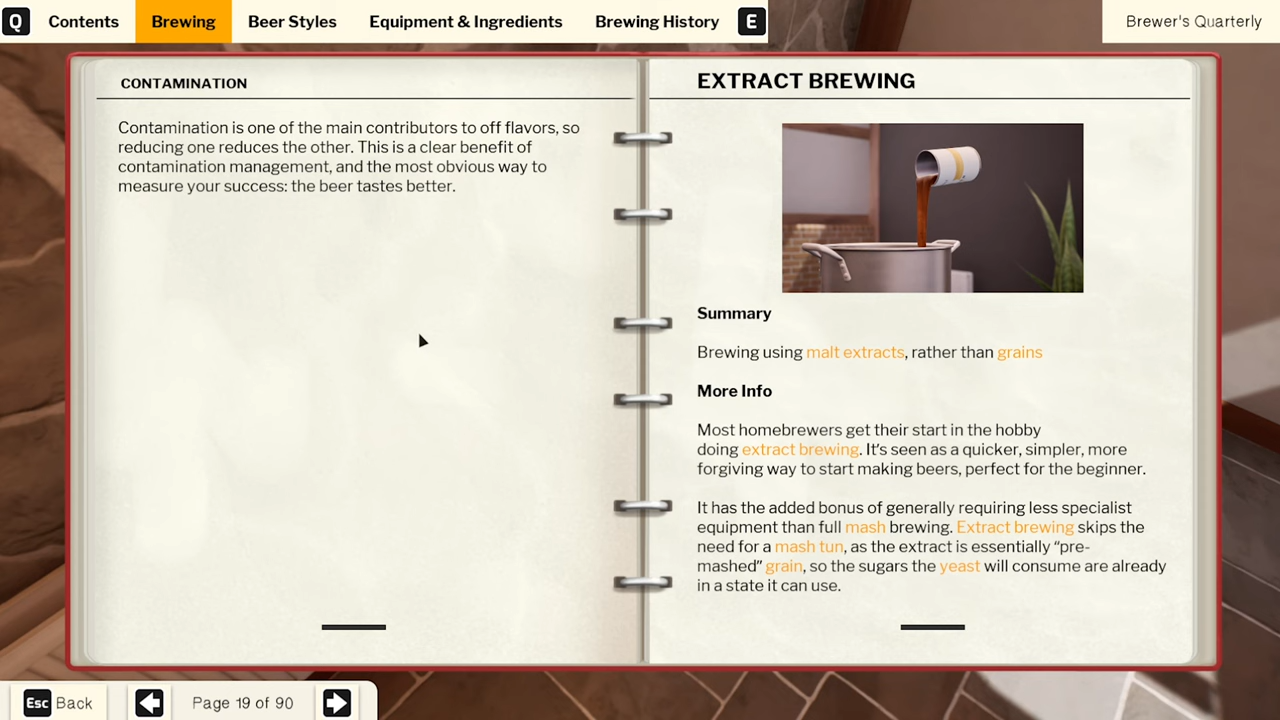 Q Contents Brewing Beer Styles Equipment & Ingredients Brewing History E Brewer's Quarterly
CONTAMINATION
Contamination is one of the main contributors to off flavors, so
reducing one reduces the other. This is a clear benefit of
contamination management, and the most obvious way to
measure your success: the beer tastes better.
EXTRACT BREWING
Summary
Brewing using malt extracts, rather than grains
More Info
Most homebrewers get their start in the hobby
doing extract brewing. It's seen as a quicker, simpler, more
forgiving way to start making beers, perfect for the beginner.
It has the added bonus of generally requiring less specialist
equipment than full mash brewing. Extract brewing skips the
need for a mash tun, as the extract is essentially “pre-
mashed” grain, so the sugars the yeast will consume are already
in a state it can use.
Esc Back Page 19 of 90